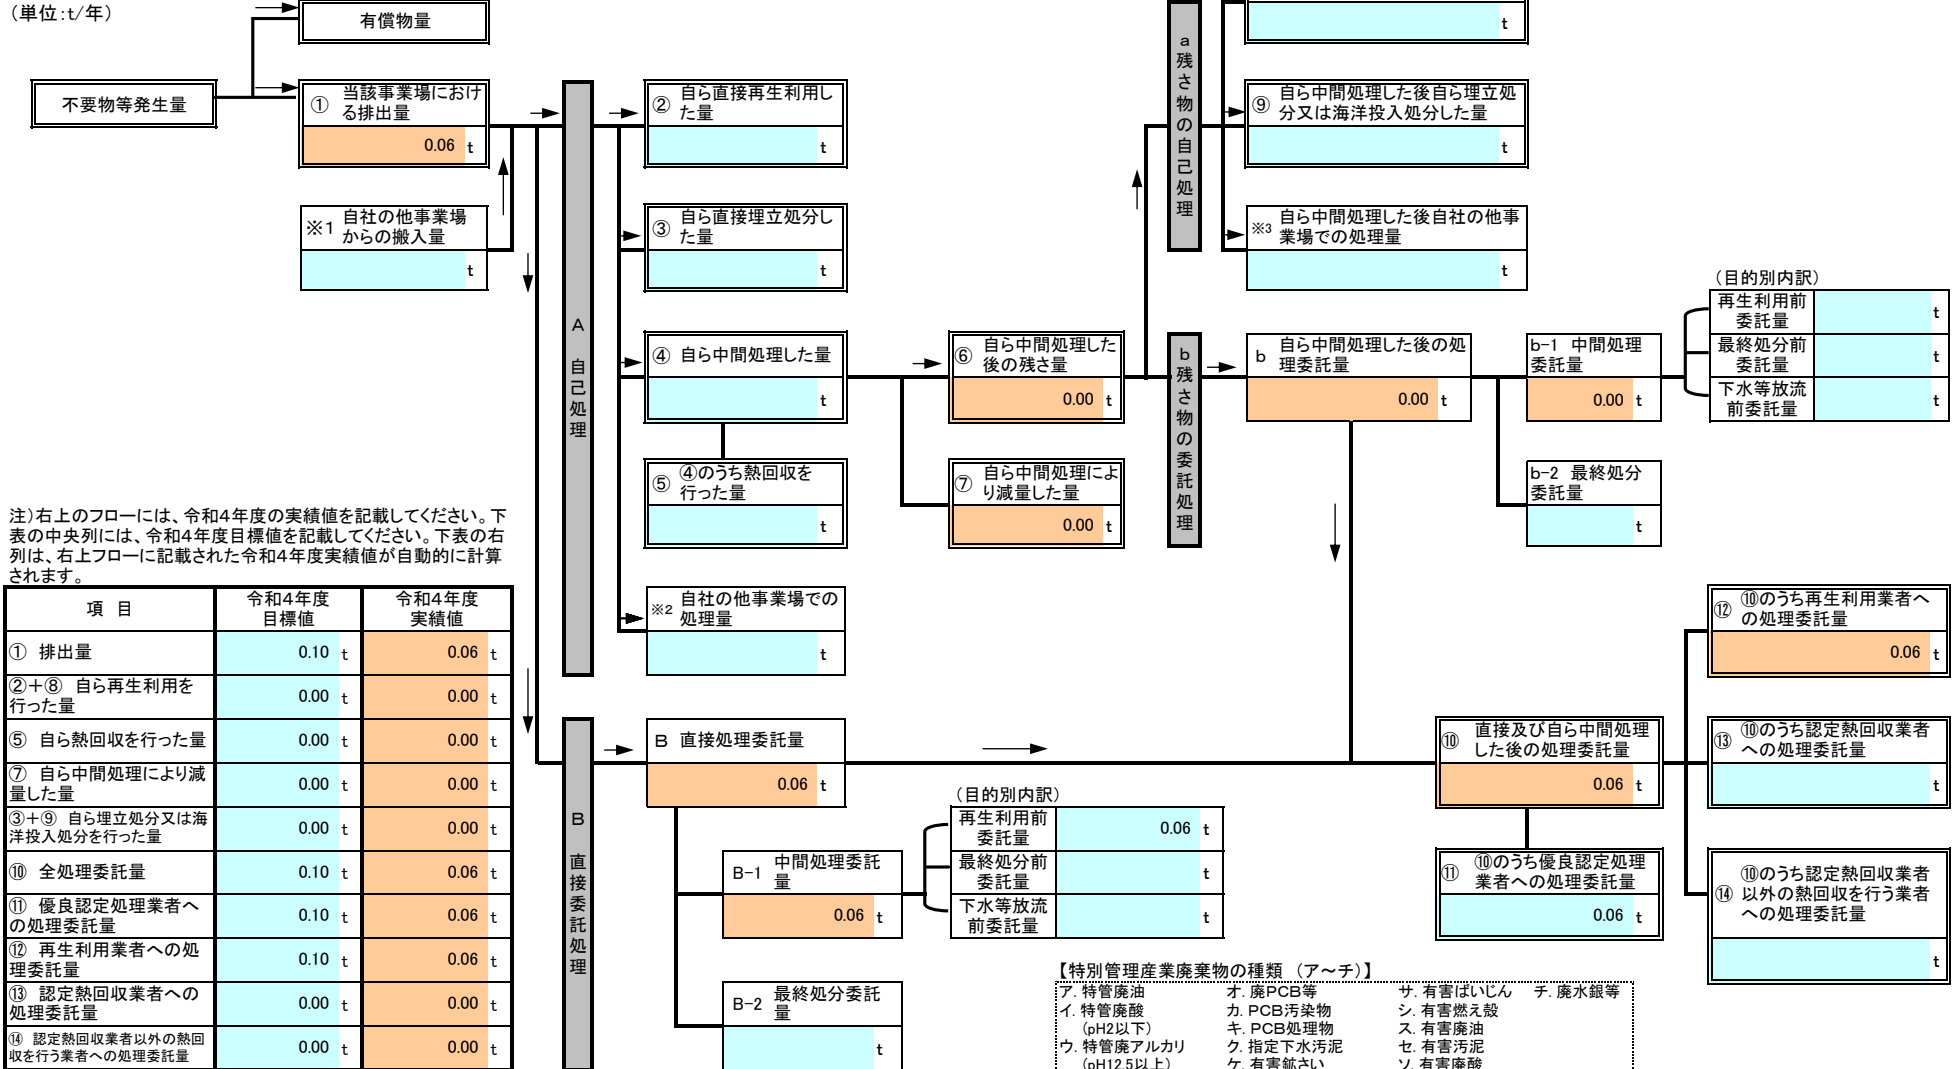 (単位:t/年)
有償物量
t
不要物等発生量
① 当該事業場におけ
る排出量
0.06 t
※1 自社の他事業場
からの搬入量
t
A 自己処理
② 自ら直接再生利用し
た量
t
③ 自ら直接埋立処分し
た量
t
④ 自ら中間処理した量
t
⑤ ④のうち熱回収を
行った量
t
※2 自社の他事業場での
処理量
t
⑥ 自ら中間処理した
後の残さ量
0.00 t
⑦ 自ら中間処理によ
り減量した量
0.00 t
a 残さ物の自己処理
⑨ 自ら中間処理した後自ら埋立処
分又は海洋投入処分した量
t
※3 自ら中間処理した後自社の他事
業場での処理量
t
b 残さ物の委託処理
b 自ら中間処理した後の処
理委託量
0.00 t
b-1 中間処理
委託量
0.00 t
b-2 最終処分
委託量
t
(目的別内訳)
再生利用前
委託量 t
最終処分前
委託量 t
下水等放流
前委託量 t
注)右上のフローには、令和4年度の実績値を記載してください。下
表の中央列には、令和4年度目標値を記載してください。下表の右
列は、右上フローに記載された令和4年度実績値が自動的に計算
されます。
項 目 令和4年度
目標値 令和4年度
実績値
① 排出量 0.10 t 0.06 t
②+⑧ 自ら再生利用を
行った量 0.00 t 0.00 t
⑤ 自ら熱回収を行った量 0.00 t 0.00 t
⑦ 自ら中間処理により減
量した量 0.00 t 0.00 t
③+⑨ 自ら埋立処分又は海
洋投入処分を行った量 0.00 t 0.00 t
⑩ 全処理委託量 0.10 t 0.06 t
⑪ 優良認定処理業者へ
の処理委託量 0.10 t 0.06 t
⑫ 再生利用業者への処
理委託量 0.10 t 0.06 t
⑬ 認定熱回収業者への
処理委託量 0.00 t 0.00 t
⑭ 認定熱回収業者以外の熱回
収を行う業者への処理委託量 0.00 t 0.00 t
B 直接委託処理
B 直接処理委託量
0.06 t
B-1 中間処理委託
量
0.06 t
B-2 最終処分委託
量
t
(目的別内訳)
再生利用前
委託量 0.06 t
最終処分前
委託量 t
下水等放流
前委託量 t
⑩ 直接及び自ら中間処理
した後の処理委託量
0.06 t
⑪ ⑩のうち優良認定処理
業者への処理委託量
0.06 t
⑫ ⑩のうち再生利用業者へ
の処理委託量
0.06 t
⑬ ⑩のうち認定熱回収業者
への処理委託量
t
⑭ ⑩のうち認定熱回収業者
以外の熱回収を行う業者
への処理委託量
t
【特別管理産業廃棄物の種類 (ア~チ)】
ア. 特管廃油 オ. 廃PCB等 サ. 有害ばいじん チ. 廃水銀等
イ. 特管廃酸 カ. PCB汚染物 シ. 有害燃え殻
(pH2以下) キ. PCB処理物 ス. 有害廃油
ウ. 特管廃アルカリ ク. 指定下水汚泥 セ. 有害汚泥
(pH12.5以上) ケ. 有害鉱さい ソ. 有害廃酸